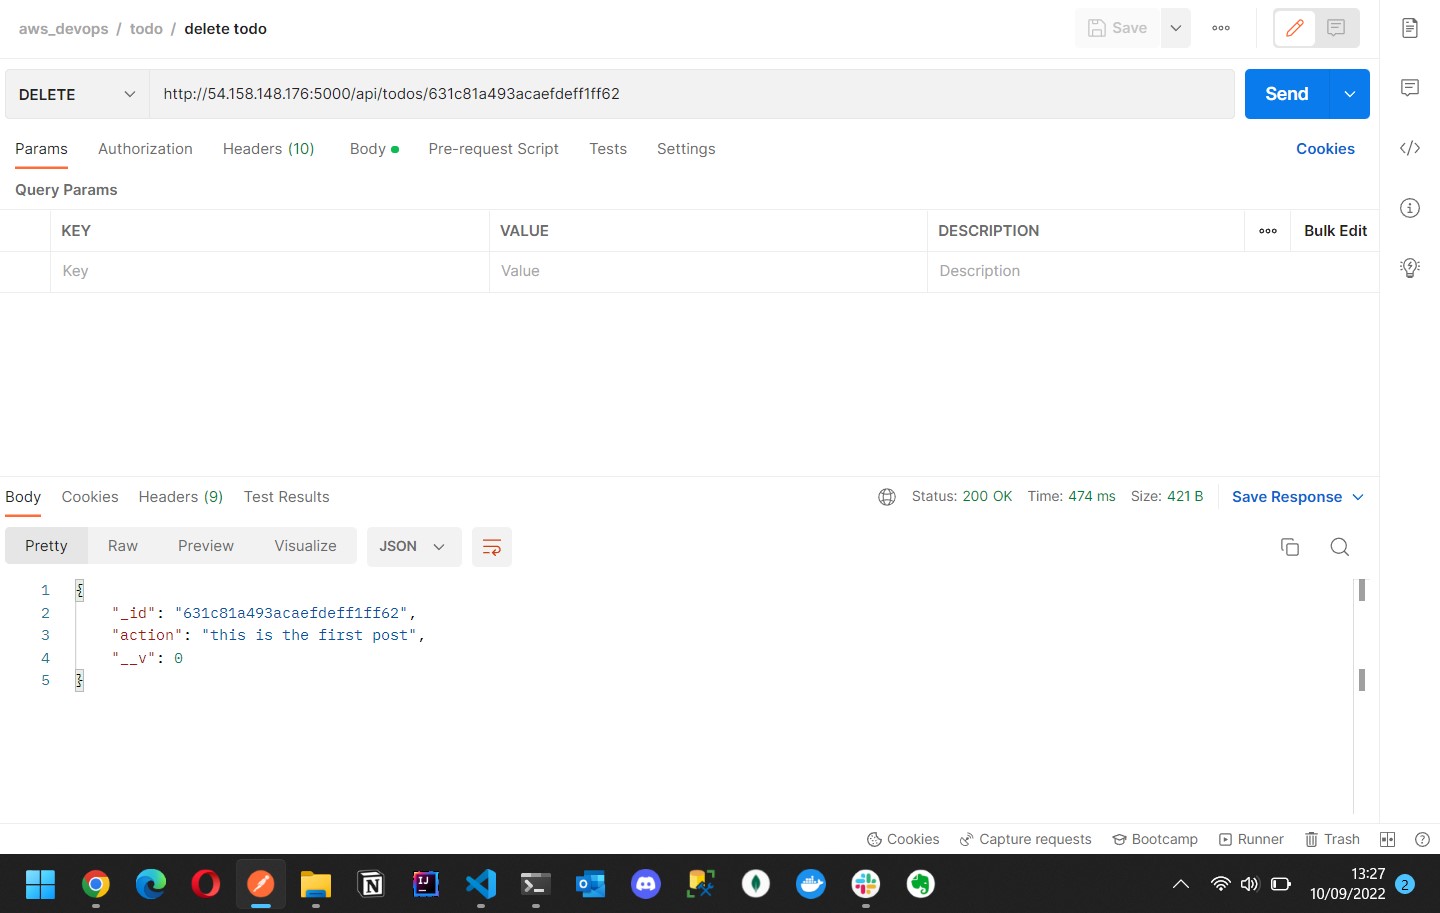 aws_devops / todo / delete todo
Save
DELETE
http://54.158.148.176:5000/api/todos/631c81a493acaefdeff1ff62
Send
Params Authorization Headers (10) Body Pre-request Script Tests Settings Cookies
Query Params
KEY VALUE DESCRIPTION Bulk Edit
Key Value Description
Body Cookies Headers (9) Test Results Status: 200 OK Time: 474 ms Size: 421 B Save Response
Pretty Raw Preview Visualize JSON
1 {
2 "_id": "631c81a493acaefdeff1ff62",
3 "action": "this is the first post",
4 "__v": 0
5 }
Cookies Capture requests Bootcamp Runner Trash
13:27
10/09/2022 2